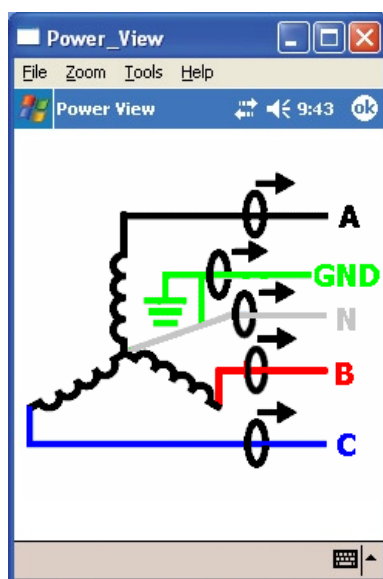 Power_View
File Zoom Tools Help
Power View 9:43 ok
A
GND
N
B
C